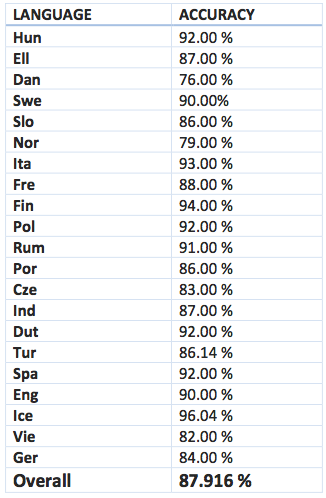 LANGUAGE ACCURACY
Hun 92.00 %
Ell 87.00 %
Dan 76.00 %
Swe 90.00%
Slo 86.00 %
Nor 79.00 %
Ita 93.00 %
Fre 88.00 %
Fin 94.00 %
Pol 92.00 %
Rum 91.00 %
Por 86.00 %
Cze 83.00 %
Ind 87.00 %
Dut 92.00 %
Tur 86.14 %
Spa 92.00 %
Eng 90.00 %
Ice 96.04 %
Vie 82.00 %
Ger 84.00 %
Overall 87.916 %